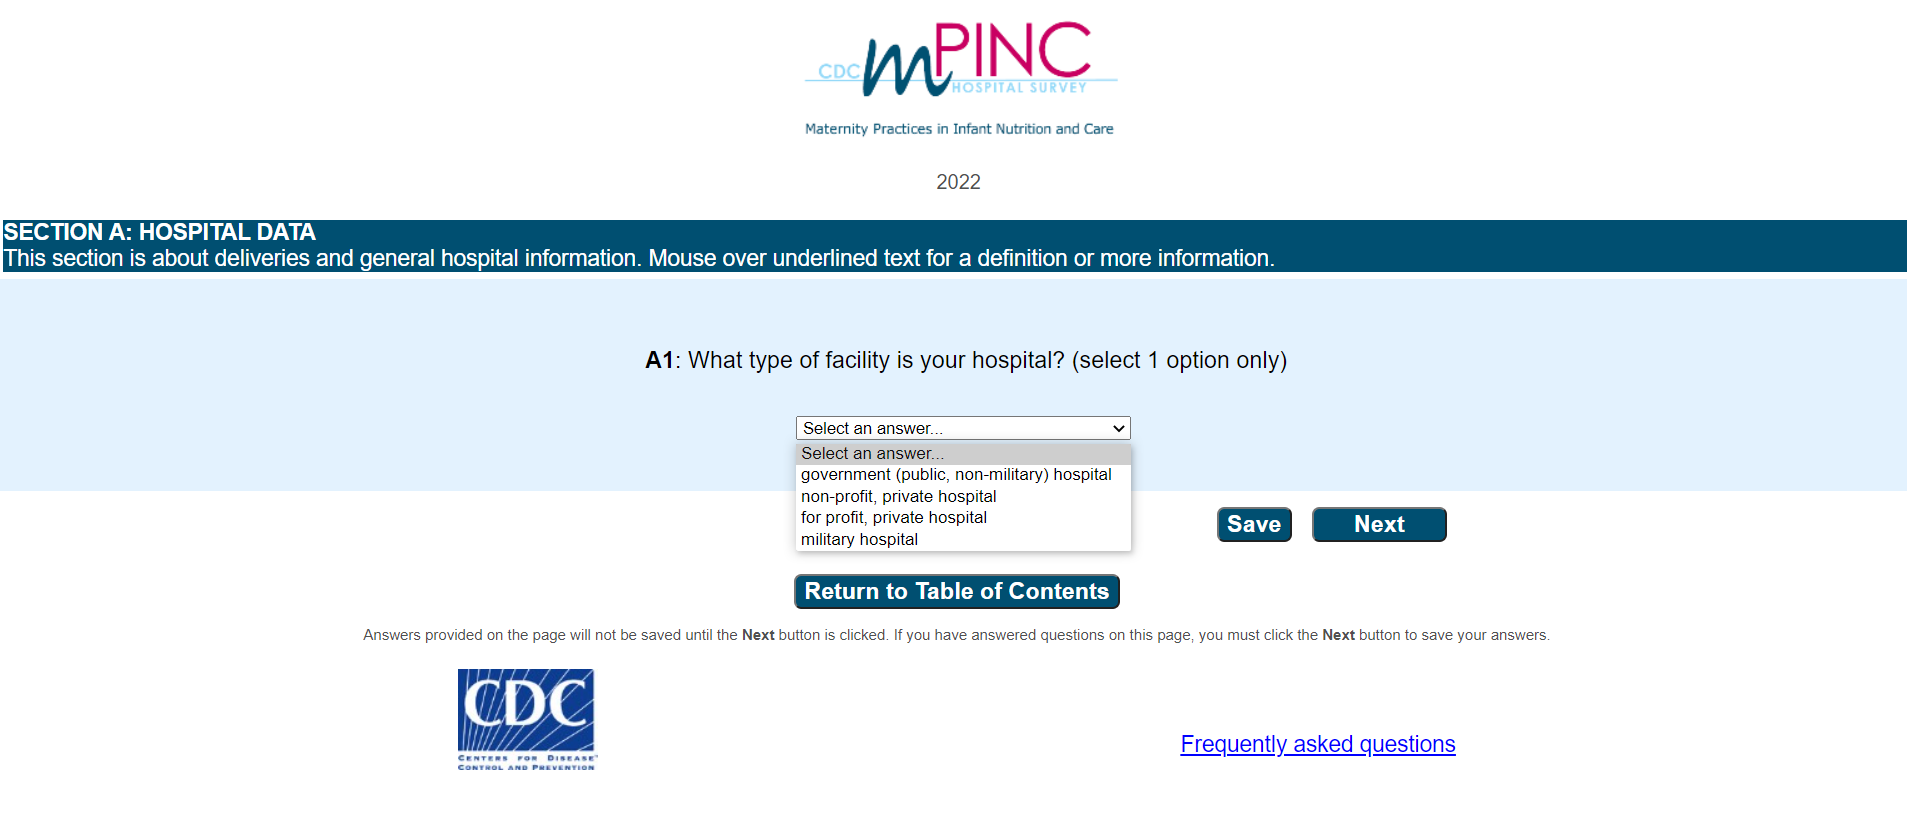 CDC mPINC
HOSPITAL SURVEY
Maternity Practices in Infant Nutrition and Care
2022
SECTION A: HOSPITAL DATA
This section is about deliveries and general hospital information. Mouse over underlined text for a definition or more information.
A1: What type of facility is your hospital? (select 1 option only)
Select an answer...
Select an answer...
government (public, non-military) hospital
non-profit, private hospital
for profit, private hospital
military hospital
Save Next
Return to Table of Contents
Answers provided on the page will not be saved until the Next button is clicked. If you have answered questions on this page, you must click the Next button to save your answers.
CDC
CENTERS FOR DISEASE™
CONTROL AND PREVENTION
Frequently asked questions